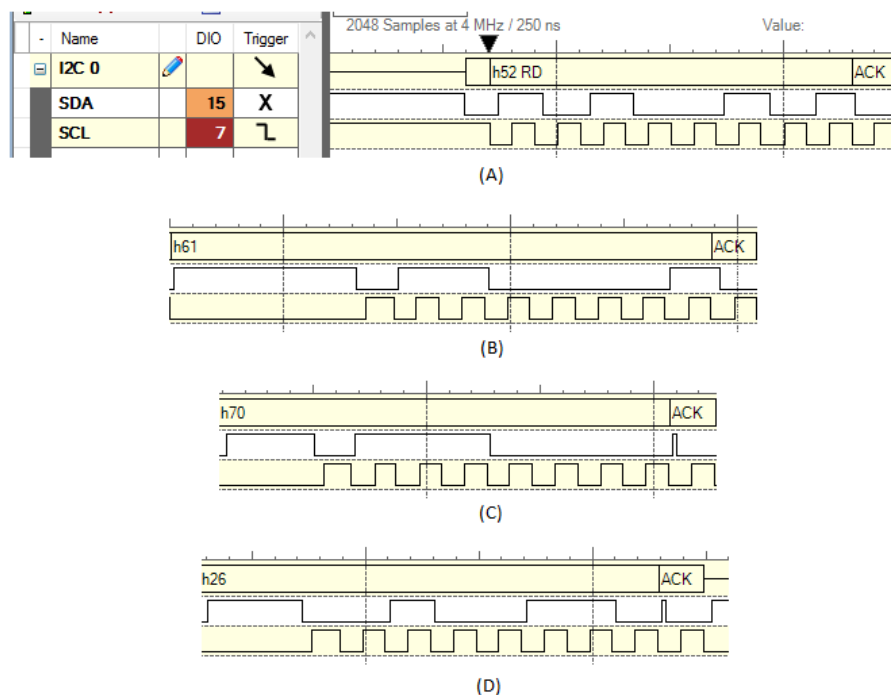 2048 Samples at 4 MHz / 250 ns Value:
- Name DIO Trigger
I2C 0 h52 RD ACK
SDA 15 X
SCL 7
(A)
h61 ACK
(B)
h70 ACK
(C)
h26 ACK
(D)